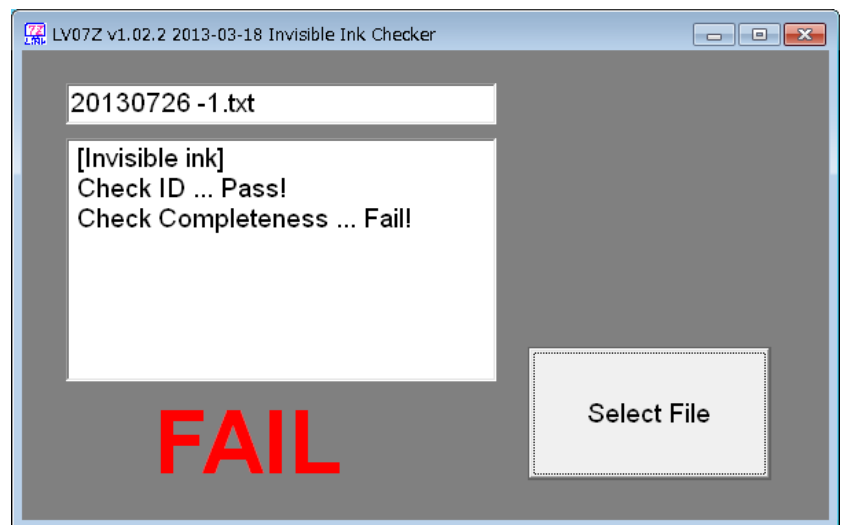 LV07Z v1.02.2 2013-03-18 Invisible Ink Checker
20130726 -1.txt
[Invisible ink]
Check ID ... Pass!
Check Completeness ... Fail!
Select File
FAIL